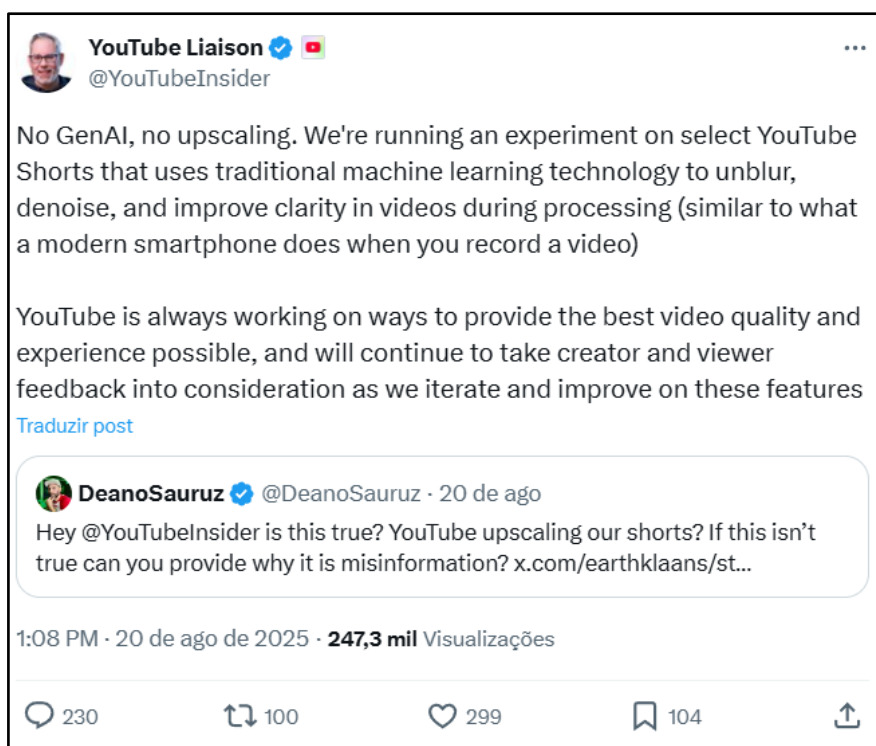 YouTube Liaison
@YouTubeInsider
No GenAI, no upscaling. We're running an experiment on select YouTube
Shorts that uses traditional machine learning technology to unblur,
denoise, and improve clarity in videos during processing (similar to what
a modern smartphone does when you record a video)
YouTube is always working on ways to provide the best video quality and
experience possible, and will continue to take creator and viewer
feedback into consideration as we iterate and improve on these features
Traduzir post
DeanoSauruz @DeanoSauruz · 20 de ago
Hey @YouTubeInsider is this true? YouTube upscaling our shorts? If this isn’t
true can you provide why it is misinformation? x.com/earthklaans/st...
1:08 PM · 20 de ago de 2025 · 247,3 mil Visualizações
230 100 299 104